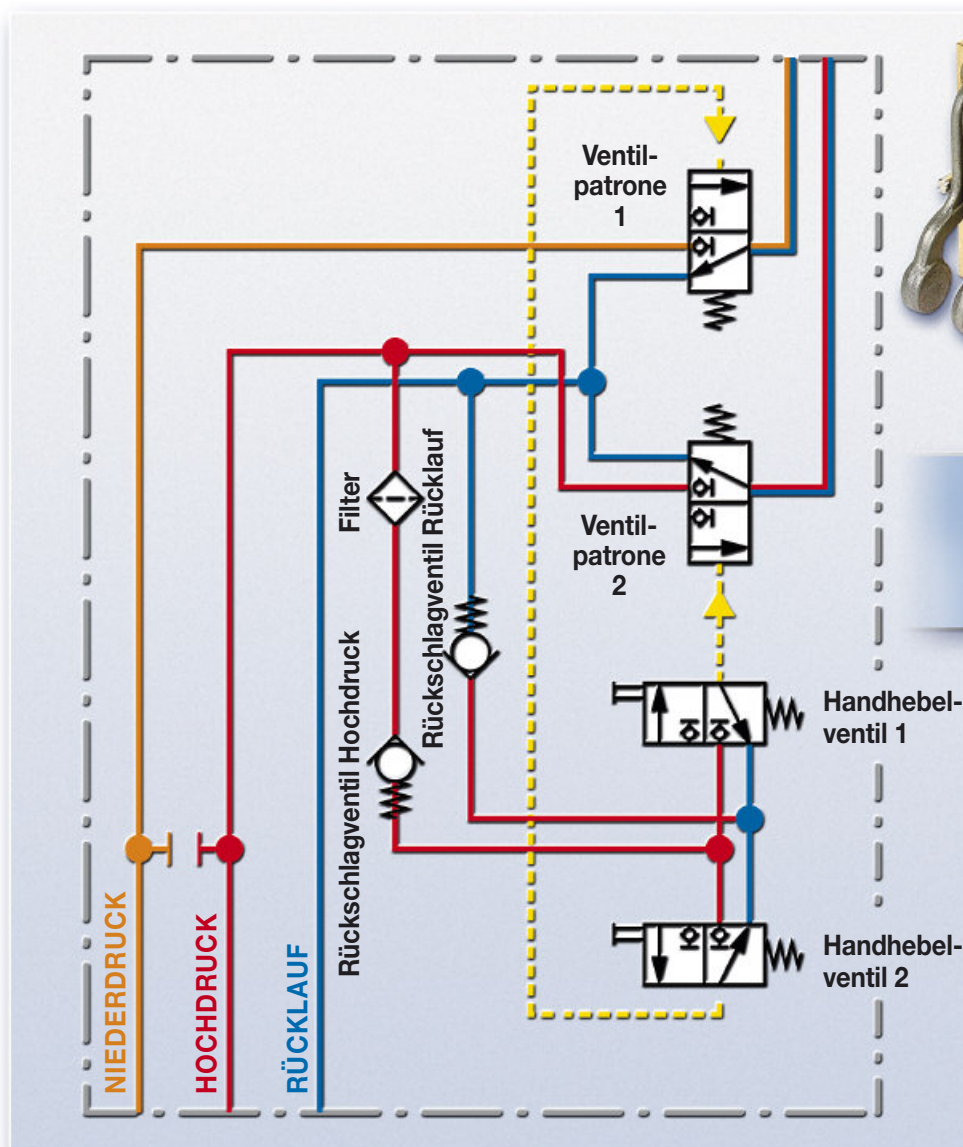 Ventil-
patrone
1
Filter
Rückschlagventil Rücklauf
Ventil-
patrone
2
Rückschlagventil Hochdruck
Handhebel-
ventil 1
NIEDERDRUCK
HOCHDRUCK
RÜCKLAUF
Handhebel-
ventil 2